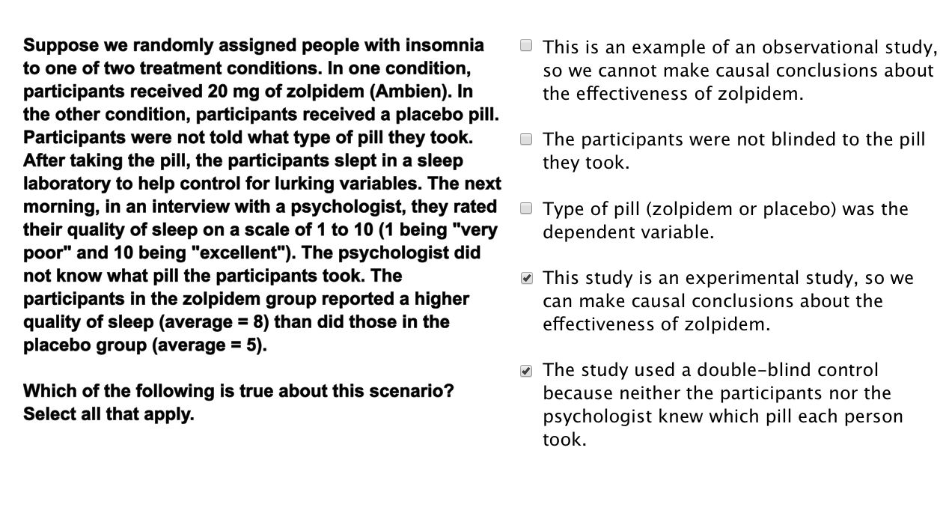 Suppose we randomly assigned people with insomnia
to one of two treatment conditions. In one condition,
participants received 20 mg of zolpidem (Ambien). In
the other condition, participants received a placebo pill.
Participants were not told what type of pill they took.
After taking the pill, the participants slept in a sleep
laboratory to help control for lurking variables. The next
morning, in an interview with a psychologist, they rated
their quality of sleep on a scale of 1 to 10 (1 being "very
poor" and 10 being "excellent"). The psychologist did
not know what pill the participants took. The
participants in the zolpidem group reported a higher
quality of sleep (average = 8) than did those in the
placebo group (average = 5).
Which of the following is true about this scenario?
Select all that apply.
This is an example of an observational study,
so we cannot make causal conclusions about
the effectiveness of zolpidem.
The participants were not blinded to the pill
they took.
Type of pill (zolpidem or placebo) was the
dependent variable.
This study is an experimental study, so we
can make causal conclusions about the
effectiveness of zolpidem.
The study used a double-blind control
because neither the participants nor the
psychologist knew which pill each person
took.